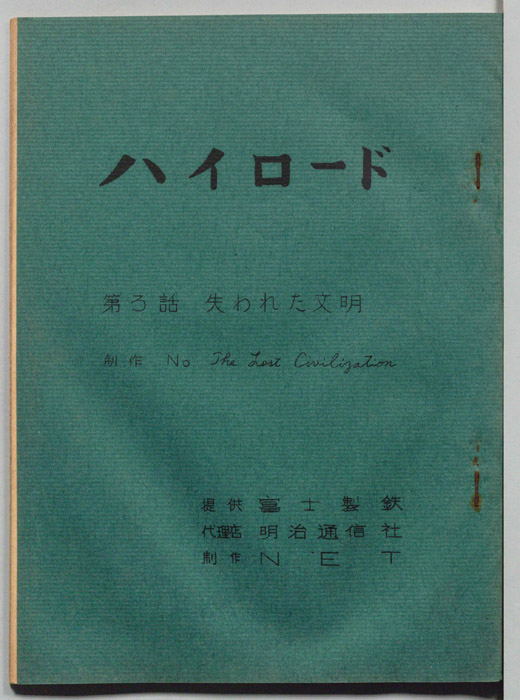 ハイロード
第3話 失われた文明
制作 No The Lost Civilization
提供 富士製鉄
代理店 明治通信社
制作 NET